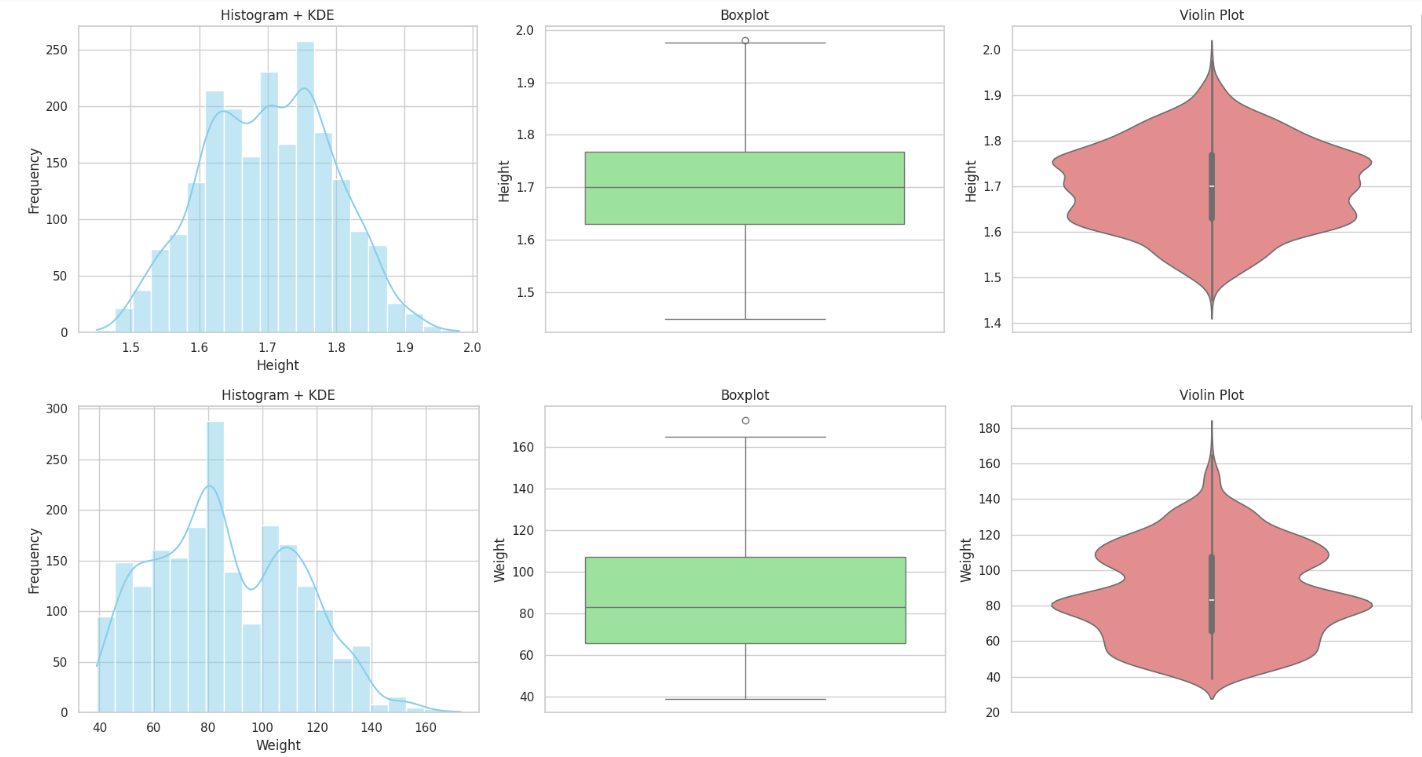 Histogram + KDE
Boxplot
Violin Plot
Frequency
250
200
150
100
50
0
1.5 1.6 1.7 1.8 1.9 2.0
Height
Height
2.0
1.9
1.8
1.7
1.6
1.5
Height
2.0
1.9
1.8
1.7
1.6
1.5
1.4
Histogram + KDE
Boxplot
Violin Plot
Frequency
300
250
200
150
100
50
0
40 60 80 100 120 140 160
Weight
Weight
160
140
120
100
80
60
40
Weight
180
160
140
120
100
80
60
40
20